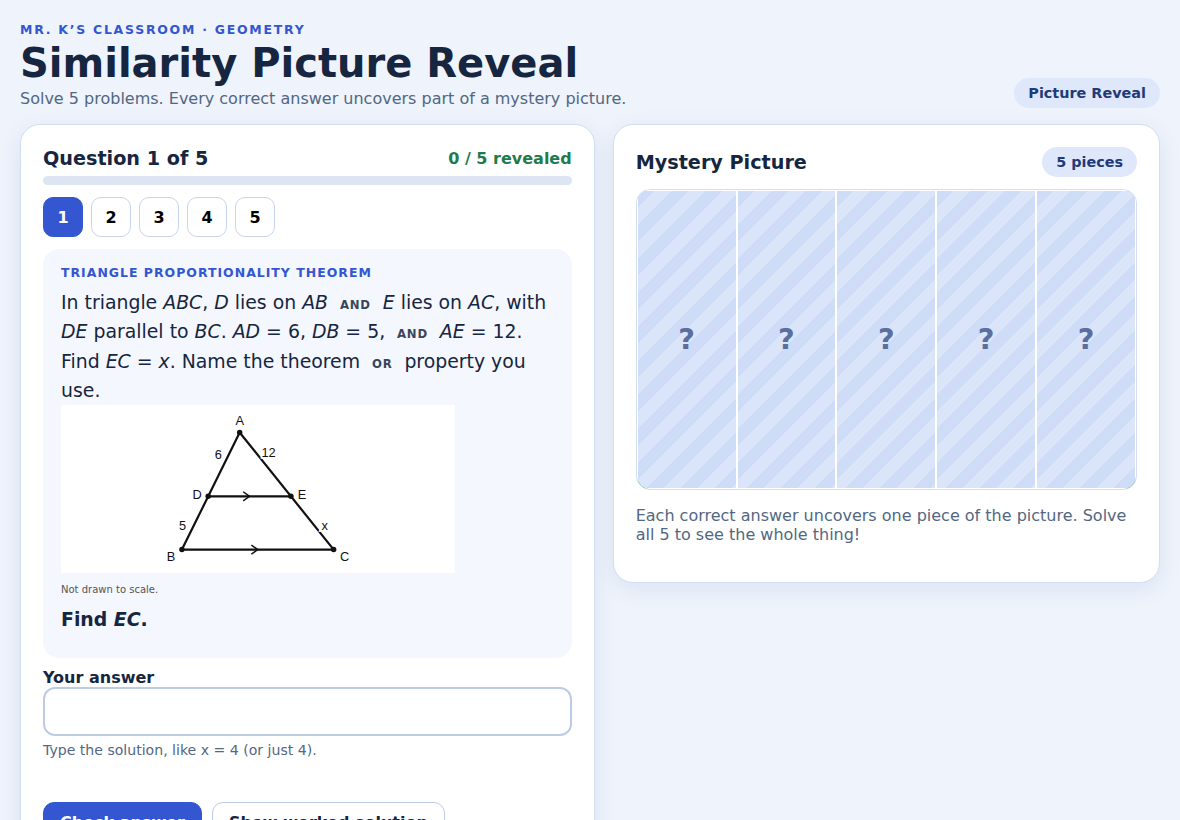 MR. K’S CLASSROOM · GEOMETRY
Similarity Picture Reveal
Solve 5 problems. Every correct answer uncovers part of a mystery picture.
Picture Reveal
Question 1 of 5
0 / 5 revealed
1 2 3 4 5
TRIANGLE PROPORTIONALITY THEOREM
In triangle ABC, D lies on AB AND E lies on AC, with
DE parallel to BC. AD = 6, DB = 5, AND AE = 12.
Find EC = x. Name the theorem OR property you
use.
A
6 12
D E
5 x
B C
Not drawn to scale.
Find EC.
Your answer
Type the solution, like x = 4 (or just 4).
Check answer Show worked solution
Mystery Picture
5 pieces
? ? ? ? ?
Each correct answer uncovers one piece of the picture. Solve
all 5 to see the whole thing!